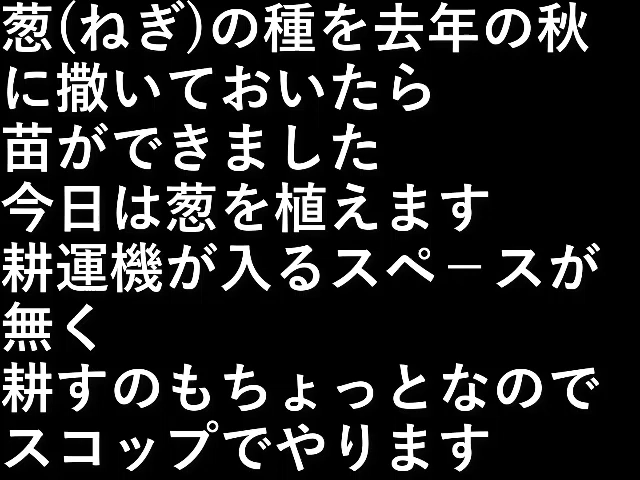 葱(ねぎ)の種を去年の秋
に撒いておいたら
苗ができました
今日は葱を植えます
耕運機が入るスペースが
無く
耕すのもちょっとなので
スコップでやります